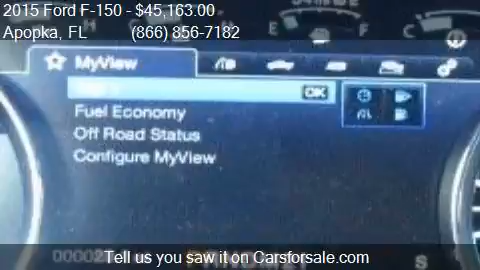 2015 Ford F-150 - $45,163.00
Apopka, FL (866) 856-7182
C H E F
MyView
OK
Fuel Economy
Off Road Status
Configure MyView
S
Tell us you saw it on Carsforsale.com